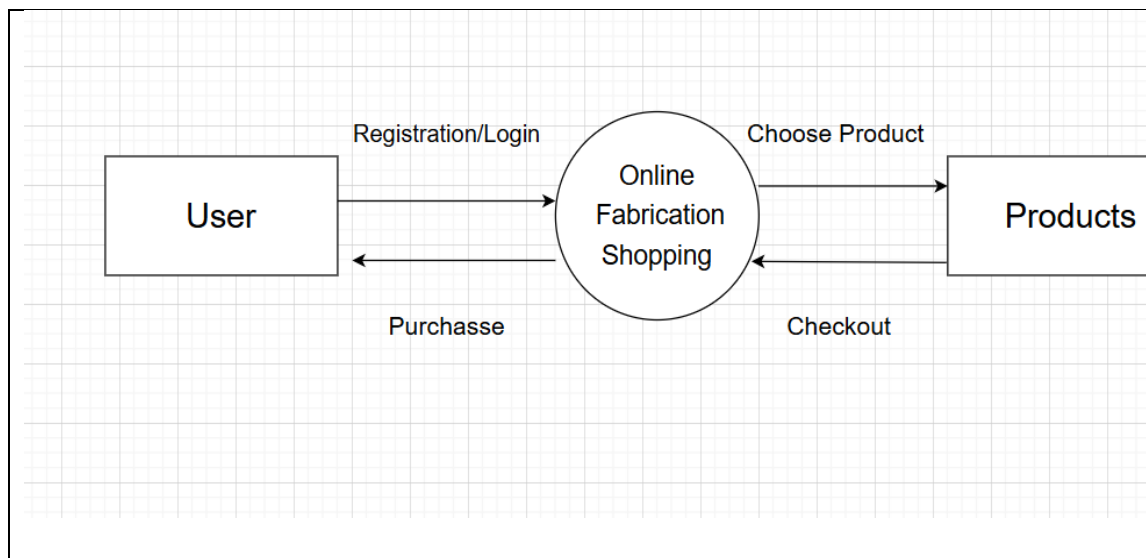 Registration/Login
Choose Product
User
Online
Fabrication
Shopping
Products
Purchasse
Checkout